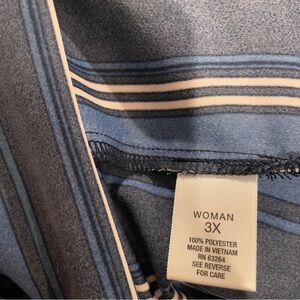 WOMAN
3X
100% POLYESTER
MADE IN VIETNAM
RN 63264
SEE REVERSE
FOR CARE